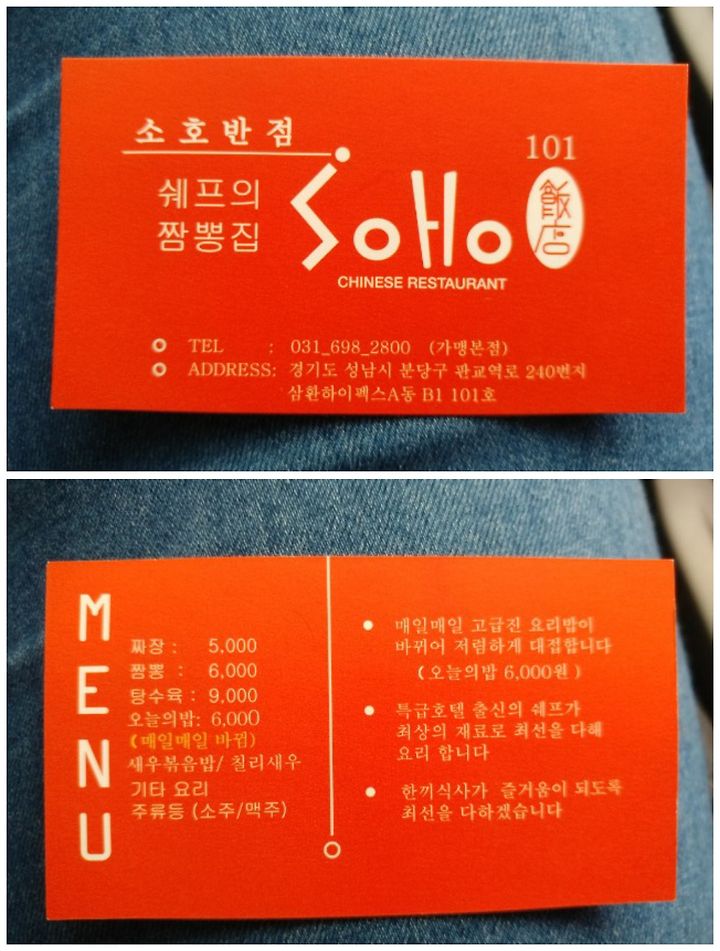 소호반점
쉐프의
짬뽕집
SoHo
CHINESE RESTAURANT
101
飯店
TEL : 031_698_2800 (가맹본점)
ADDRESS: 경기도 성남시 분당구 판교역로 240번지
삼환하이펙스A동 B1 101호
MENU
짜장 : 5,000
짬뽕 : 6,000
탕수육 : 9,000
오늘의밥: 6,000
(매일매일 바뀜)
새우볶음밥/ 칠리새우
기타 요리
주류등 (소주/맥주)
매일매일 고급진 요리밥이
바뀌어 저렴하게 대접합니다
(오늘의밥 6,000원)
특급호텔 출신의 쉐프가
최상의 재료로 최선을 다해
요리 합니다
한끼식사가 즐거움이 되도록
최선을 다하겠습니다